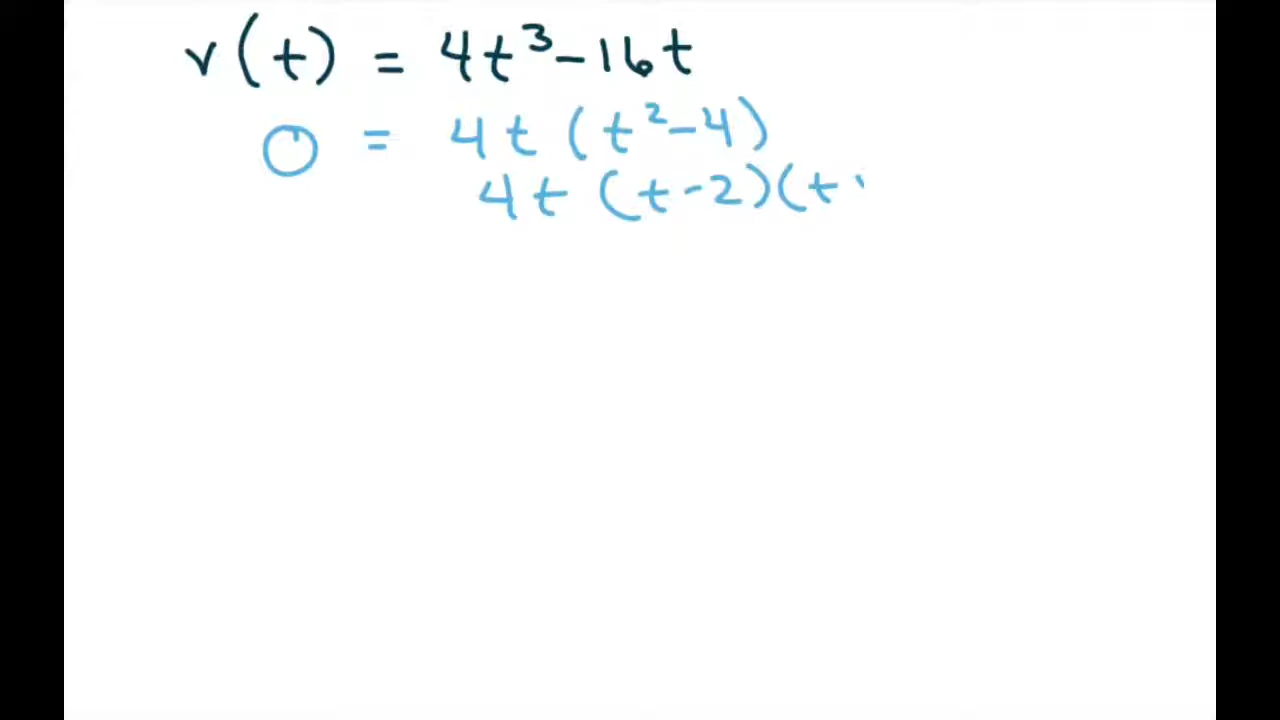 v(t) = 4t³-16t
0 = 4t(t²-4)
4t(t-2)(t